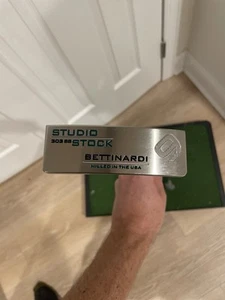 STUDIO
303 SS STOCK
BETTINARDI
MILLED IN THE USA